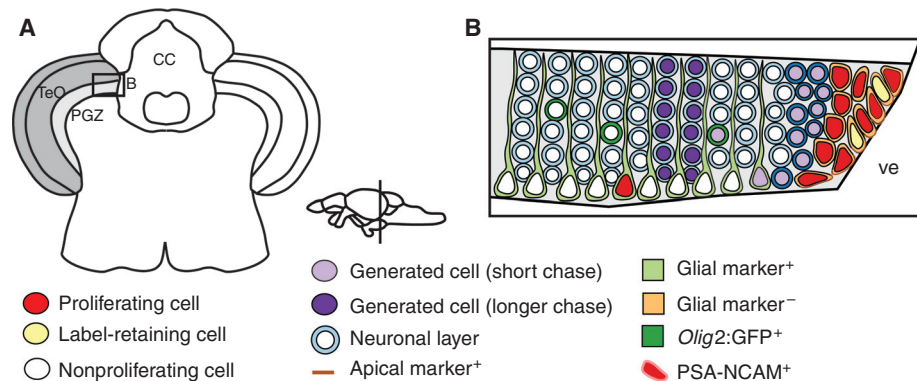 A
CC
TeO
B
PGZ
B
ve
Proliferating cell
Label-retaining cell
Nonproliferating cell
Generated cell (short chase)
Generated cell (longer chase)
Neuronal layer
Apical marker⁺
Glial marker⁺
Glial marker⁻
Olig2:GFP⁺
PSA-NCAM⁺